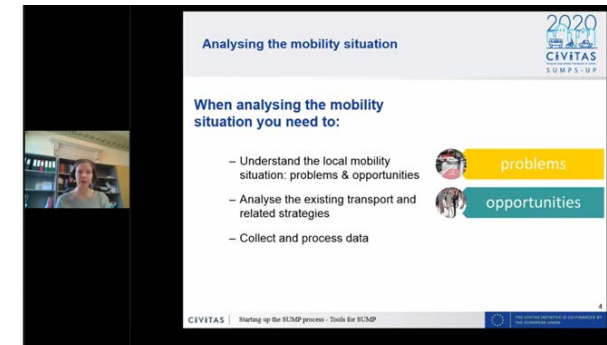 Analysing the mobility situation
2020
CiViTAS
SUMPS-UP
When analysing the mobility
situation you need to:
– Understand the local mobility
situation: problems & opportunities
– Analyse the existing transport and
related strategies
– Collect and process data
problems
opportunities
4
CiViTAS
Starting up the SUMP process - Tools for SUMP
THE CIVITAS INITIATIVE IS CO-FINANCED BY
THE EUROPEAN UNION